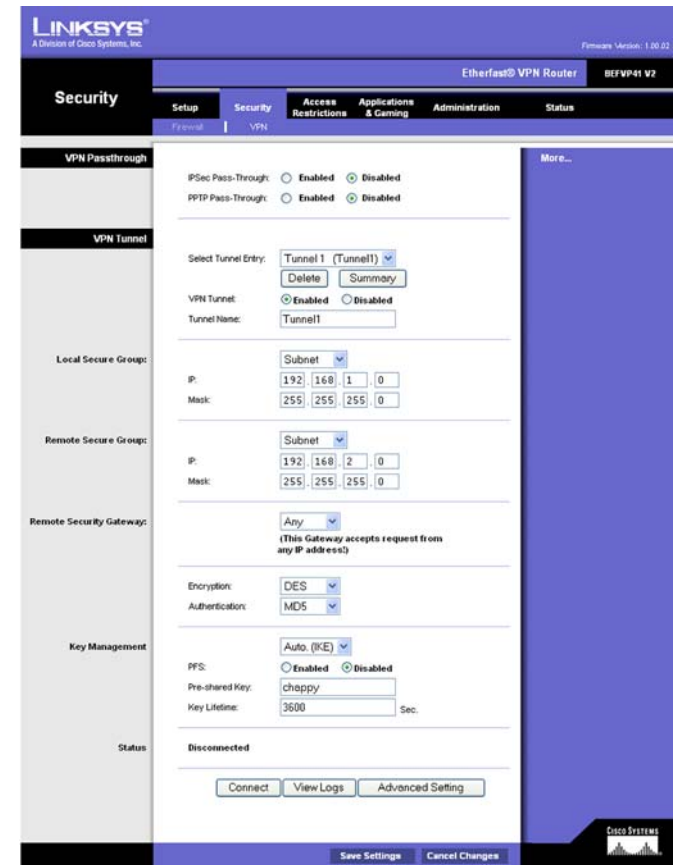 LINKSYS®
A Division of Cisco Systems, Inc.
Firmware Version: 1.00.02
Etherfast® VPN Router
BEFVP41 V2
Security
Setup
Security
Access Restrictions
Applications & Gaming
Administration
Status
Firewall
VPN
VPN Passthrough
More...
IPSec Pass-Through: Enabled Disabled
PPTP Pass-Through: Enabled Disabled
VPN Tunnel
Select Tunnel Entry: Tunnel 1 (Tunnel1)
Delete Summary
VPN Tunnel: Enabled Disabled
Tunnel Name: Tunnel1
Local Secure Group: Subnet
IP: 192 . 168 . 1 . 0
Mask: 255 . 255 . 255 . 0
Remote Secure Group: Subnet
IP: 192 . 168 . 2 . 0
Mask: 255 . 255 . 255 . 0
Remote Security Gateway: Any
(This Gateway accepts request from
any IP address!)
Encryption: DES
Authentication: MD5
Key Management Auto. (IKE)
PFS: Enabled Disabled
Pre-shared Key: chappy
Key Lifetime: 3600 Sec.
Status Disconnected
Connect View Logs Advanced Setting
Save Settings Cancel Changes
CISCO SYSTEMS